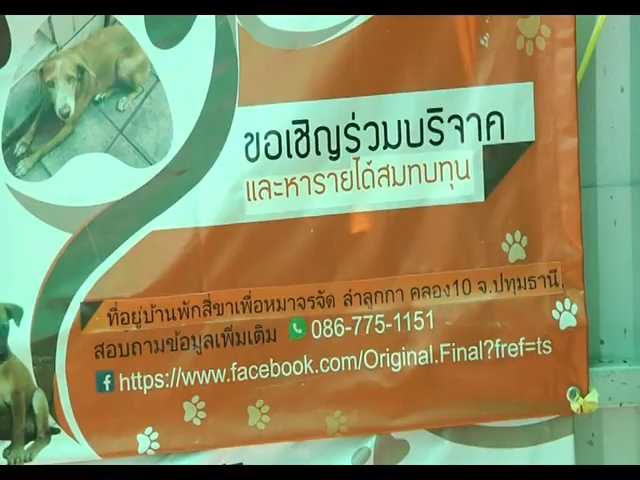 ขอเชิญร่วมบริจาค
และหารายได้สมทบทุน
ที่อยู่บ้านพักสี่ขาเพื่อหมาจรจัด ลำลูกกา คลอง10 จ.ปทุมธานี
สอบถามข้อมูลเพิ่มเติม 086-775-1151
https://www.facebook.com/Original.Final?fref=ts